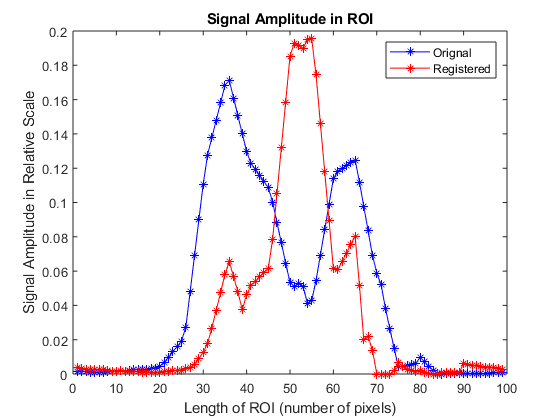 Signal Amplitude in ROI
Signal Amplitude in Relative Scale
0.2
0.18
0.16
0.14
0.12
0.1
0.08
0.06
0.04
0.02
0
Orignal
Registered
0 10 20 30 40 50 60 70 80 90 100
Length of ROI (number of pixels)